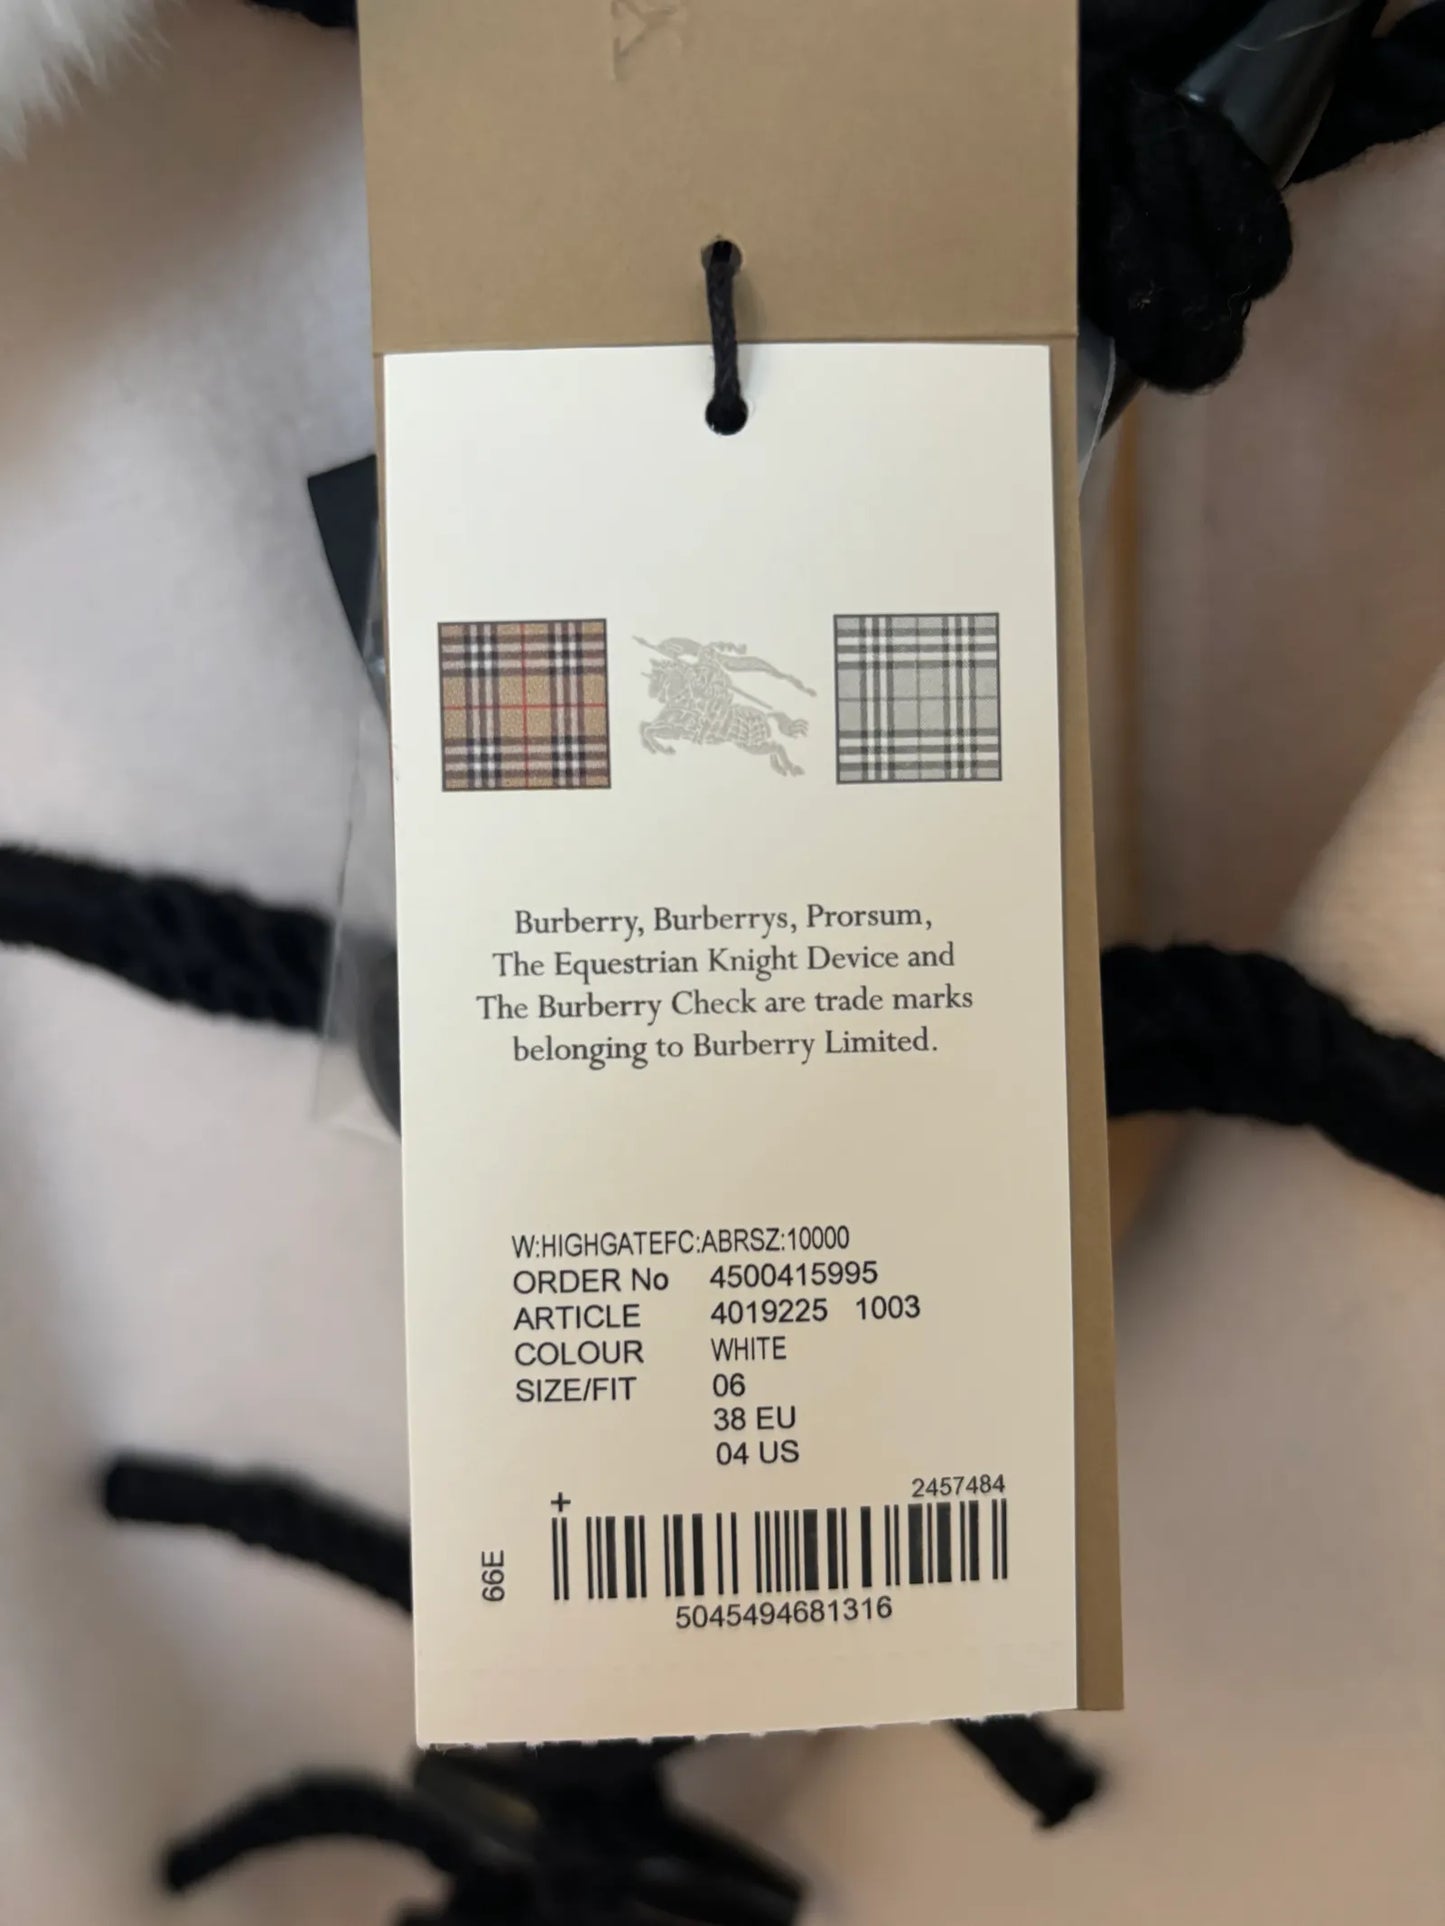 Burberry, Burberrys, Prorsum,
The Equestrian Knight Device and
The Burberry Check are trade marks
belonging to Burberry Limited.
W:HIGHGATEFC:ABRSZ:10000
ORDER No 4500415995
ARTICLE 4019225 1003
COLOUR WHITE
SIZE/FIT 06
38 EU
04 US
+ 2457484
66E
5045494681316